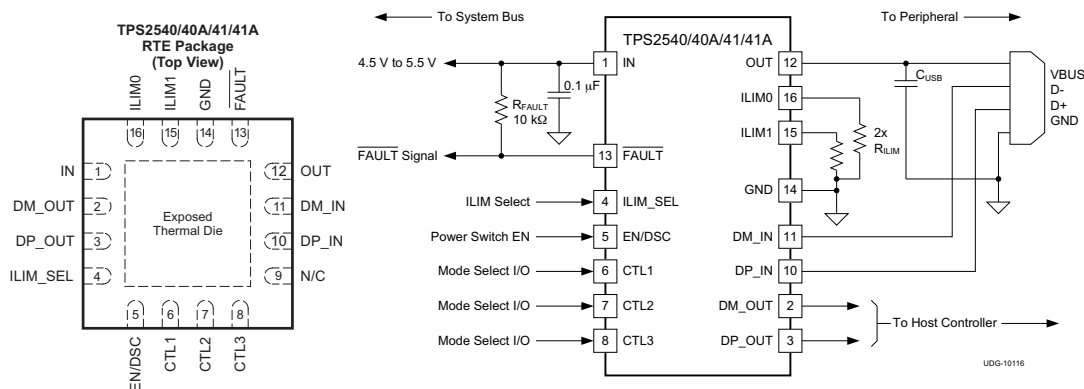 TPS2540/40A/41/41A
RTE Package
(Top View)
ILIM0
ILIM1
GND
FAULT
16
15
14
13
IN
1
12
OUT
DM_OUT
2
11
DM_IN
DP_OUT
3
10
DP_IN
ILIM_SEL
4
9
N/C
Exposed
Thermal Die
5
6
7
8
EN/DSC
CTL1
CTL2
CTL3
To System Bus
To Peripheral
TPS2540/40A/41/41A
4.5 V to 5.5 V
1
IN
OUT
12
0.1 µF
RFAULT
10 kΩ
CUSB
VBUS
D-
D+
GND
ILIM0
16
ILIM1
15
2x
RILIM
FAULT Signal
13
FAULT
GND
14
ILIM Select
4
ILIM_SEL
Power Switch EN
5
EN/DSC
DM_IN
11
Mode Select I/O
6
CTL1
DP_IN
10
Mode Select I/O
7
CTL2
DM_OUT
2
To Host Controller
Mode Select I/O
8
CTL3
DP_OUT
3
UDG-10116